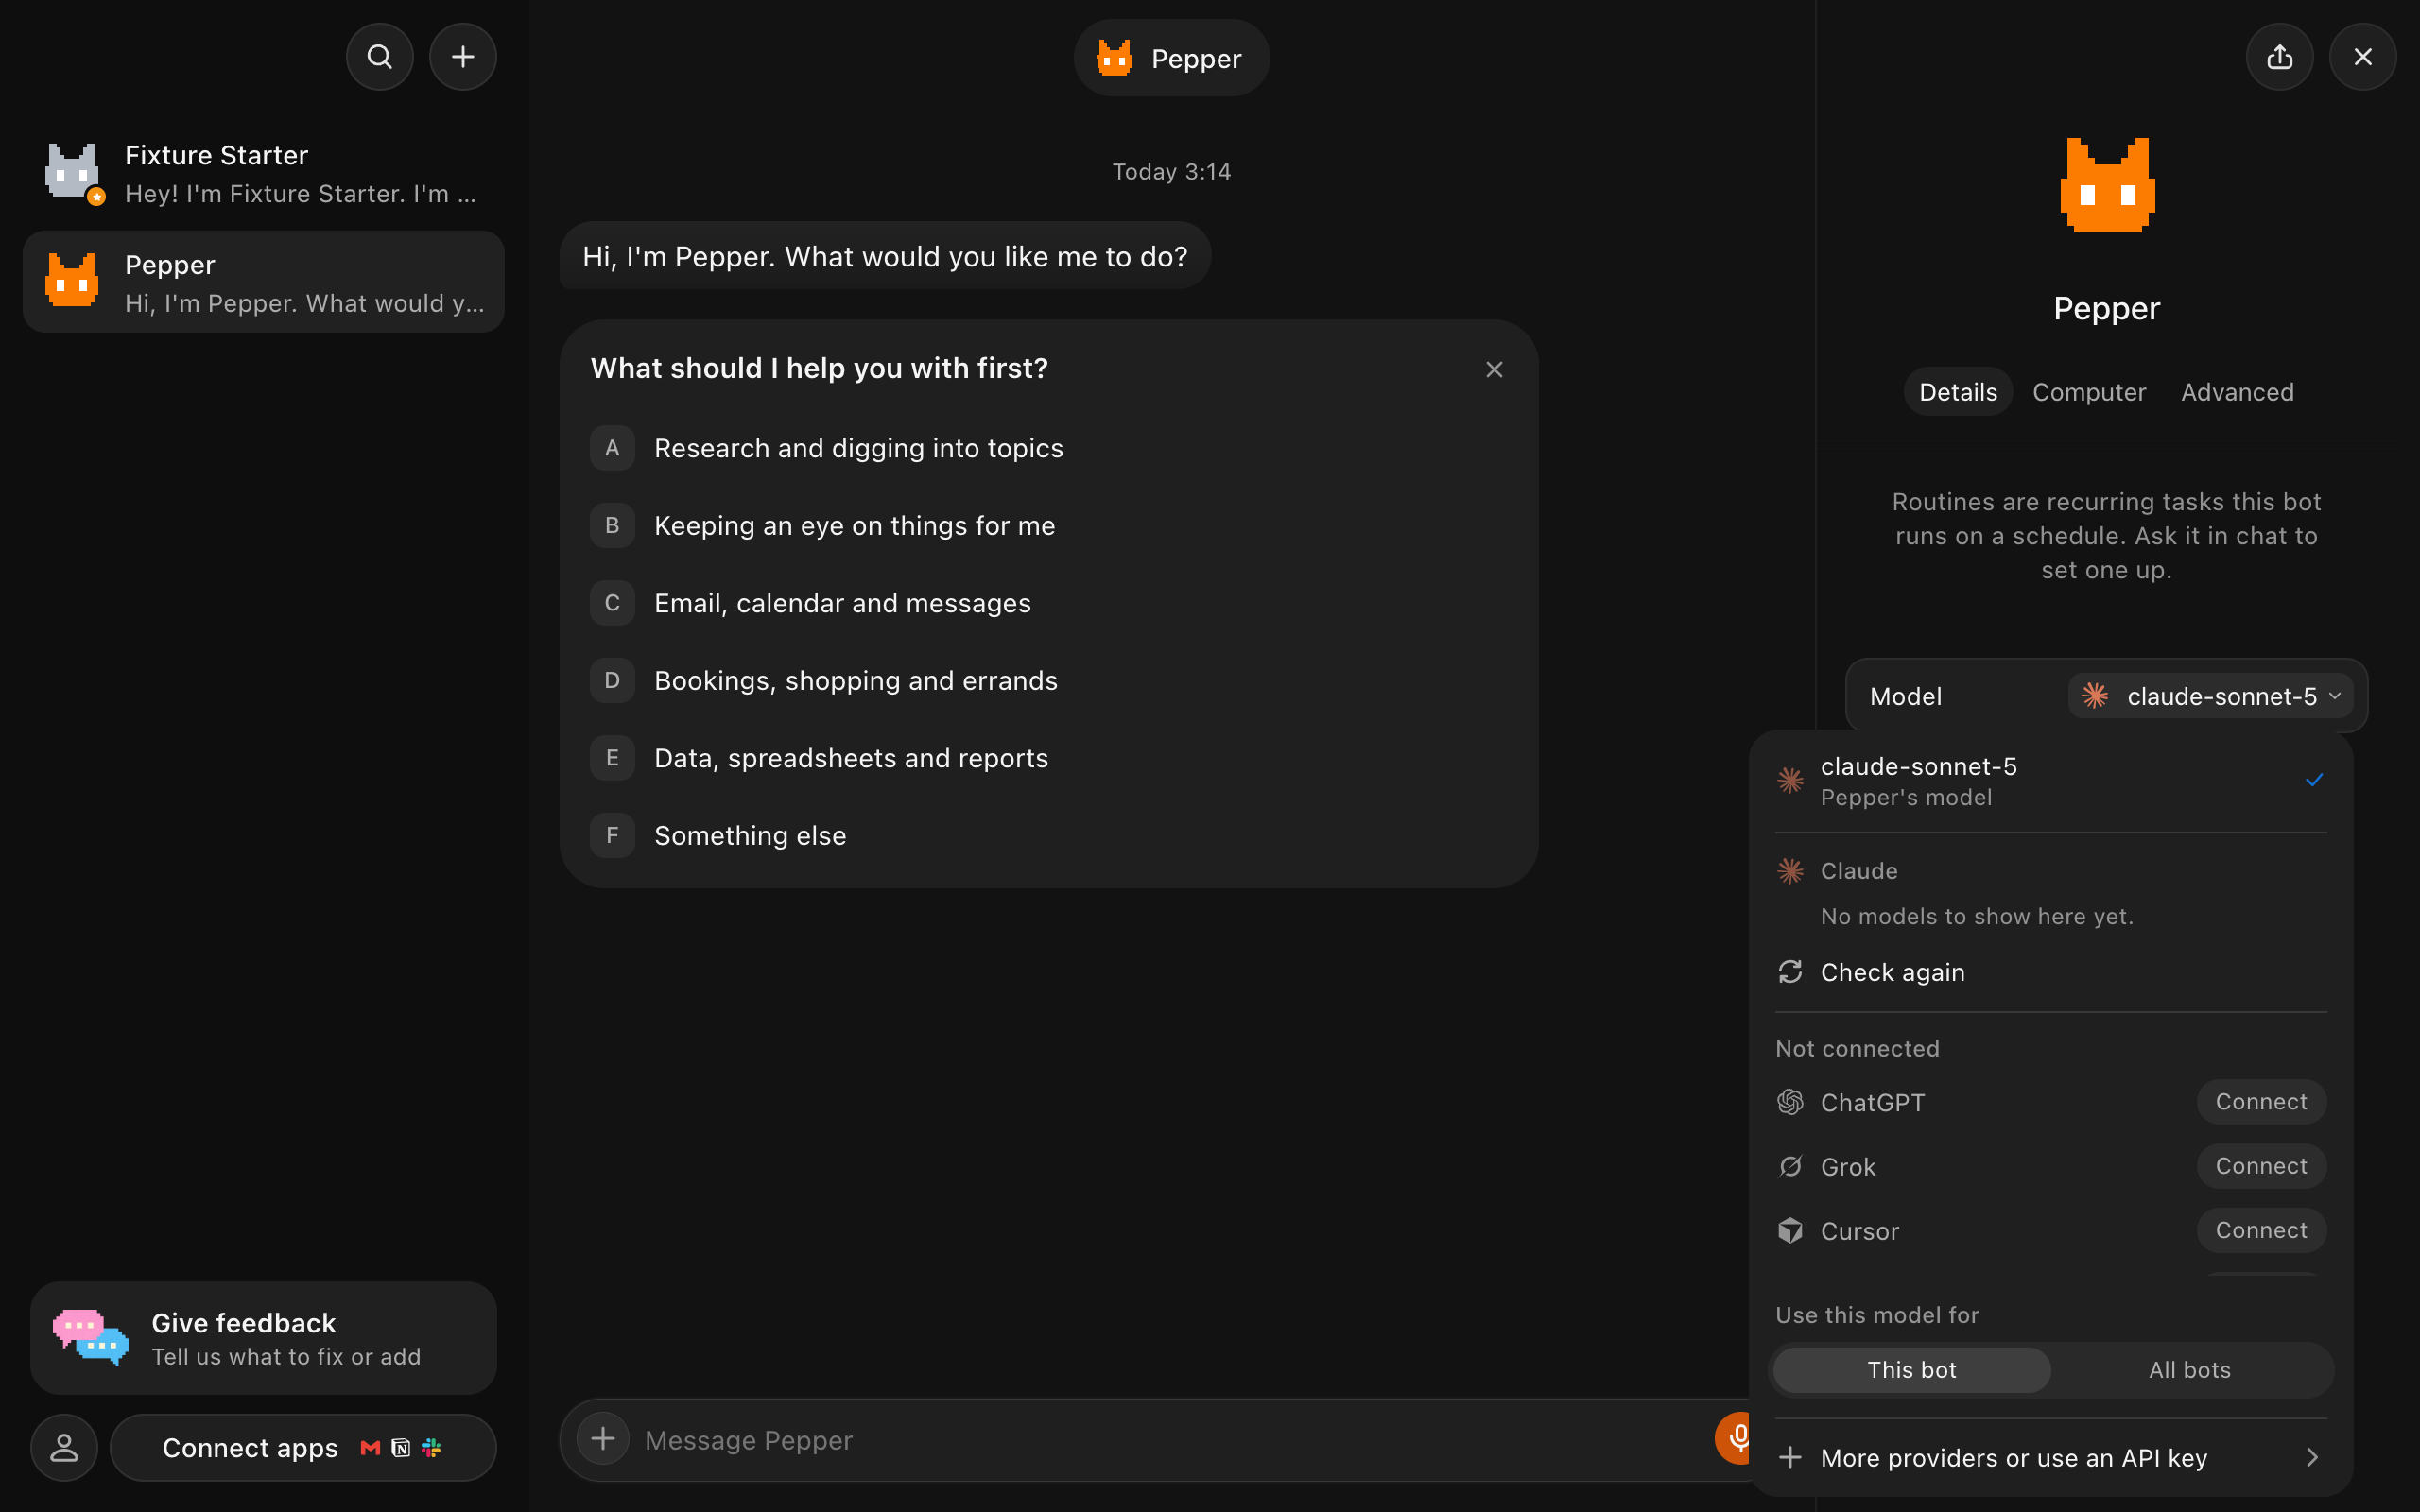 Fixture Starter
Hey! I'm Fixture Starter. I'm ...
Pepper
Hi, I'm Pepper. What would y...
Give feedback
Tell us what to fix or add
Connect apps
Pepper
Today 3:14
Hi, I'm Pepper. What would you like me to do?
What should I help you with first?
A Research and digging into topics
B Keeping an eye on things for me
C Email, calendar and messages
D Bookings, shopping and errands
E Data, spreadsheets and reports
F Something else
Message Pepper
Pepper
Details Computer Advanced
Routines are recurring tasks this bot
runs on a schedule. Ask it in chat to
set one up.
Model claude-sonnet-5
claude-sonnet-5
Pepper's model
Claude
No models to show here yet.
Check again
Not connected
ChatGPT Connect
Grok Connect
Cursor Connect
Use this model for
This bot All bots
More providers or use an API key